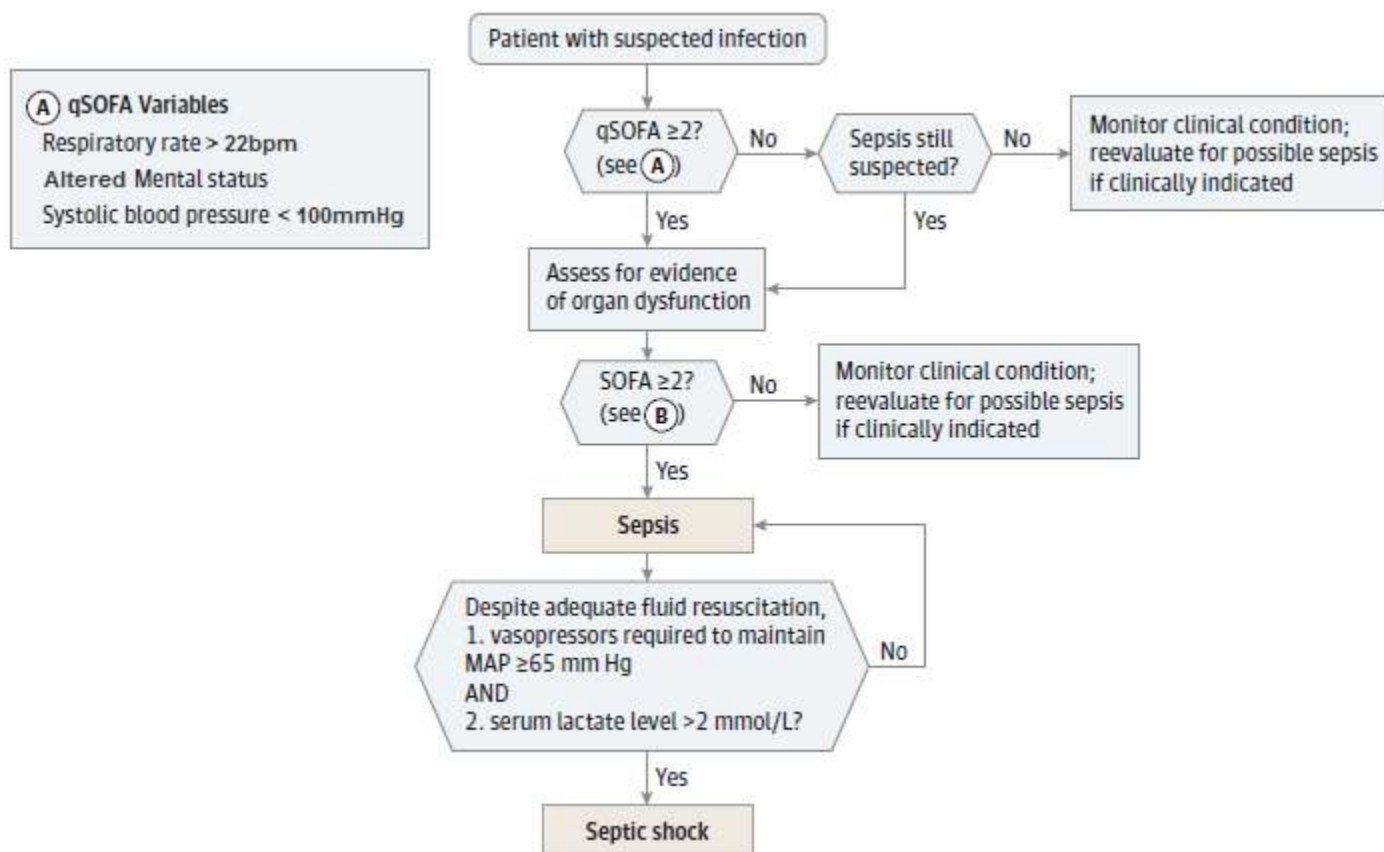 Patient with suspected infection
A qSOFA Variables
Respiratory rate > 22bpm
Altered Mental status
Systolic blood pressure < 100mmHg
qSOFA ≥2?
(see A)
No
Sepsis still
suspected?
No
Monitor clinical condition;
reevaluate for possible sepsis
if clinically indicated
Yes
Yes
Assess for evidence
of organ dysfunction
SOFA ≥2?
(see B)
No
Monitor clinical condition;
reevaluate for possible sepsis
if clinically indicated
Yes
Sepsis
Despite adequate fluid resuscitation,
1. vasopressors required to maintain
MAP ≥65 mm Hg
AND
2. serum lactate level >2 mmol/L?
No
Yes
Septic shock